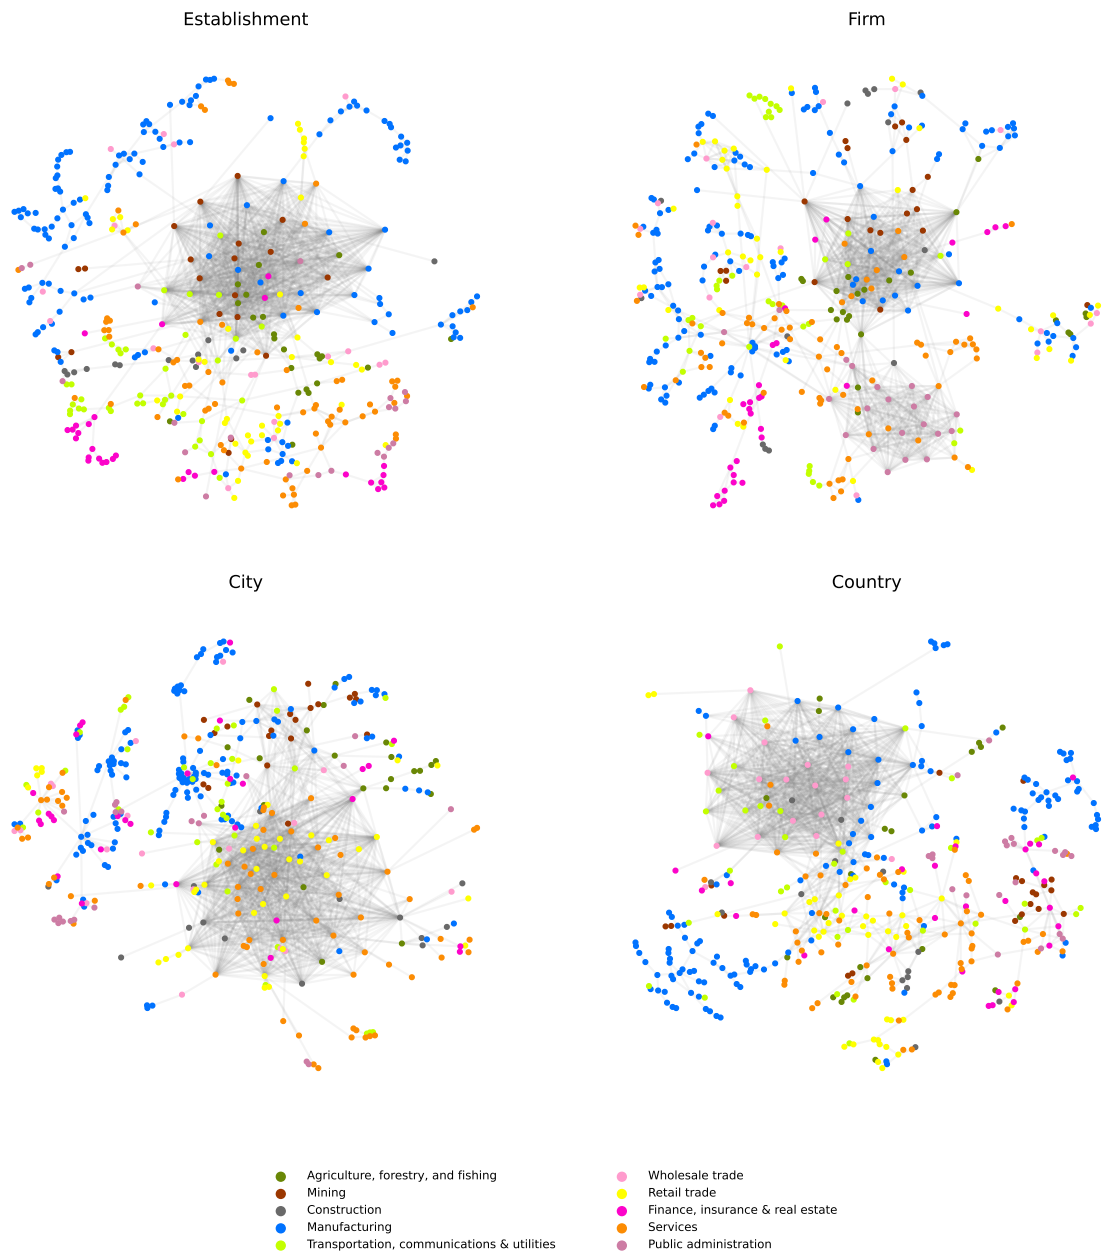 Establishment
Firm
City
Country
Agriculture, forestry, and fishing
Mining
Construction
Manufacturing
Transportation, communications & utilities
Wholesale trade
Retail trade
Finance, insurance & real estate
Services
Public administration